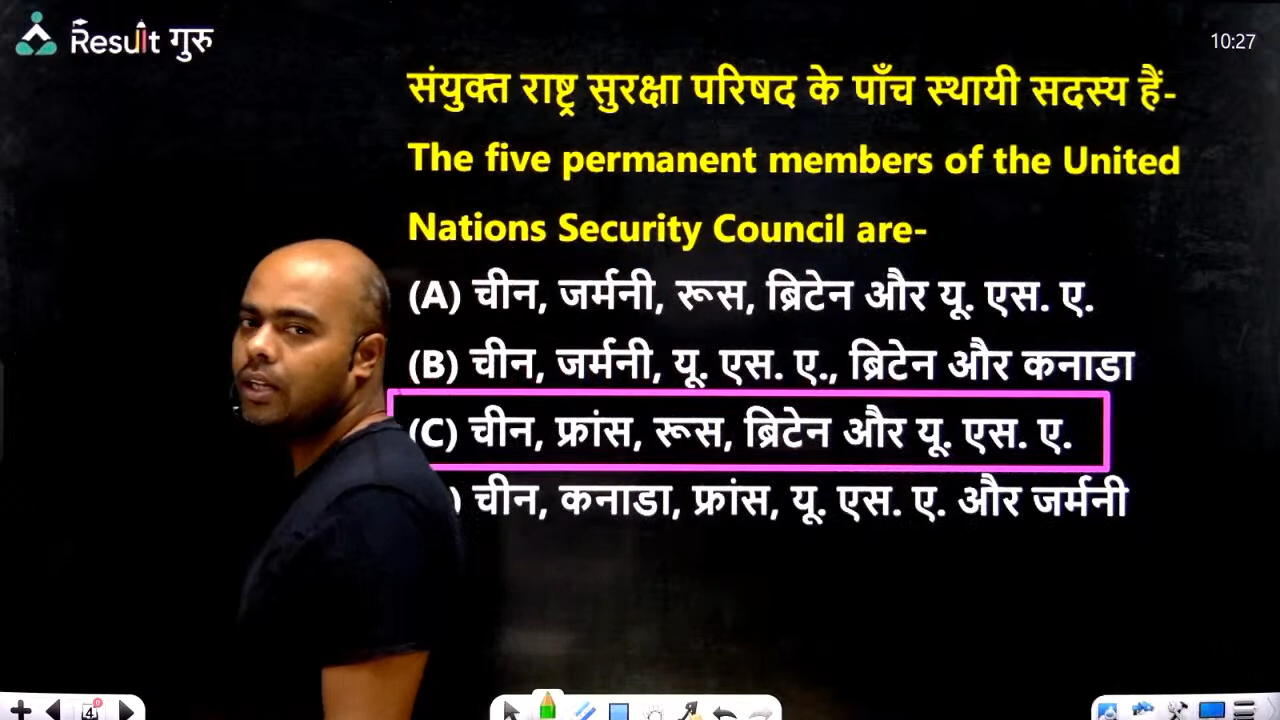 Result गुरु
10:27
संयुक्त राष्ट्र सुरक्षा परिषद के पाँच स्थायी सदस्य हैं-
The five permanent members of the United
Nations Security Council are-
(A) चीन, जर्मनी, रूस, ब्रिटेन और यू. एस. ए.
(B) चीन, जर्मनी, यू. एस. ए., ब्रिटेन और कनाडा
(C) चीन, फ्रांस, रूस, ब्रिटेन और यू. एस. ए.
) चीन, कनाडा, फ्रांस, यू. एस. ए. और जर्मनी
4